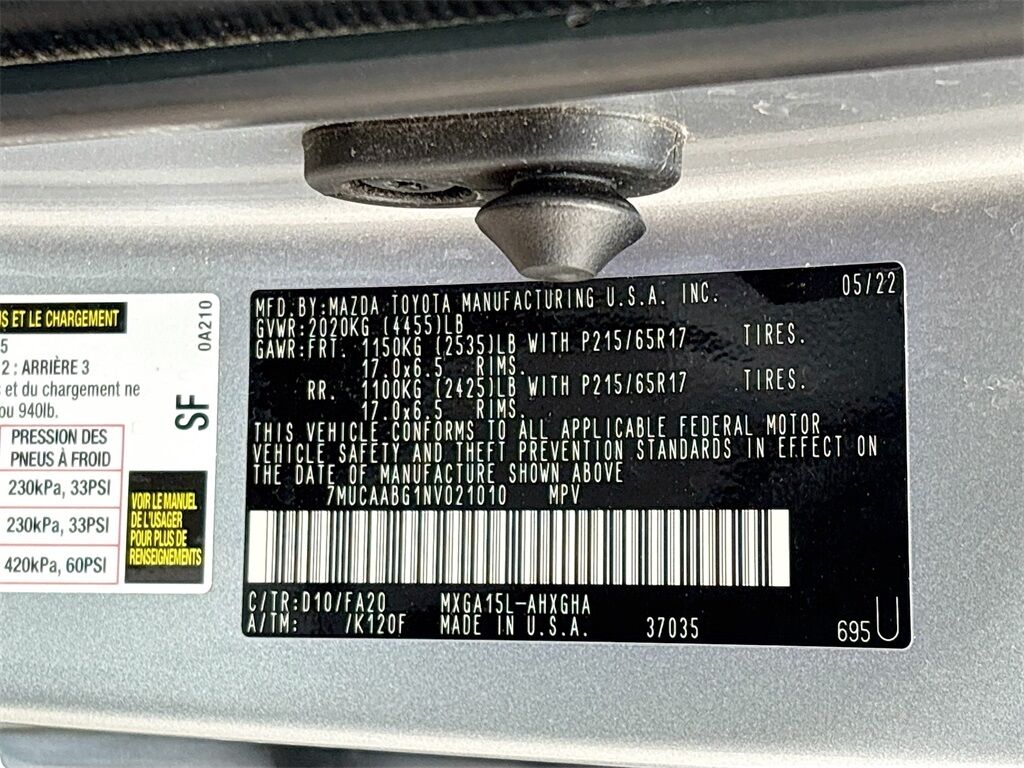 S ET LE CHARGEMENT
5
2 : ARRIÈRE 3
et du chargement ne
ou 940lb.
PRESSION DES
PNEUS À FROID
230kPa, 33PSI
230kPa, 33PSI
420kPa, 60PSI
0A210
SF
VOIR LE MANUEL
DE L'USAGER
POUR PLUS DE
RENSEIGNEMENTS
MFD.BY:MAZDA TOYOTA MANUFACTURING U.S.A. INC. 05/22
GVWR:2020KG (4455)LB
GAWR:FRT. 1150KG (2535)LB WITH P215/65R17 TIRES.
17.0x6.5 RIMS.
RR. 1100KG (2425)LB WITH P215/65R17 TIRES.
17.0x6.5 RIMS.
THIS VEHICLE CONFORMS TO ALL APPLICABLE FEDERAL MOTOR
VEHICLE SAFETY AND THEFT PREVENTION STANDARDS IN EFFECT ON
THE DATE OF MANUFACTURE SHOWN ABOVE
7MUCAABG1NV021010 MPV
C/TR:D10/FA20 MXGA15L-AHXGHA
A/TM: /K120F MADE IN U.S.A. 37035 695 U